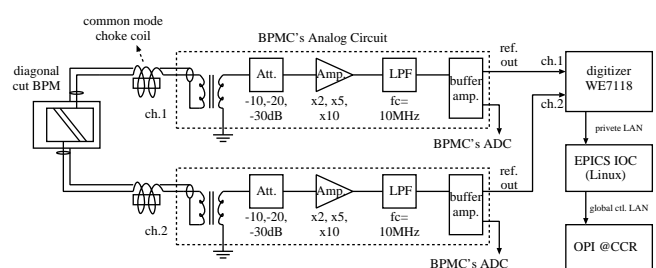 common mode
choke coil
BPMC's Analog Circuit
diagonal
cut BPM
ch.1
Att.
-10,-20,
-30dB
Amp.
x2, x5,
x10
LPF
fc=
10MHz
buffer
amp.
ref.
out
BPMC's ADC
ch.1
ch.2
digitizer
WE7118
privete LAN
EPICS IOC
(Linux)
global ctl. LAN
OPI @CCR
ch.2
Att.
-10,-20,
-30dB
Amp.
x2, x5,
x10
LPF
fc=
10MHz
buffer
amp.
ref.
out
BPMC's ADC